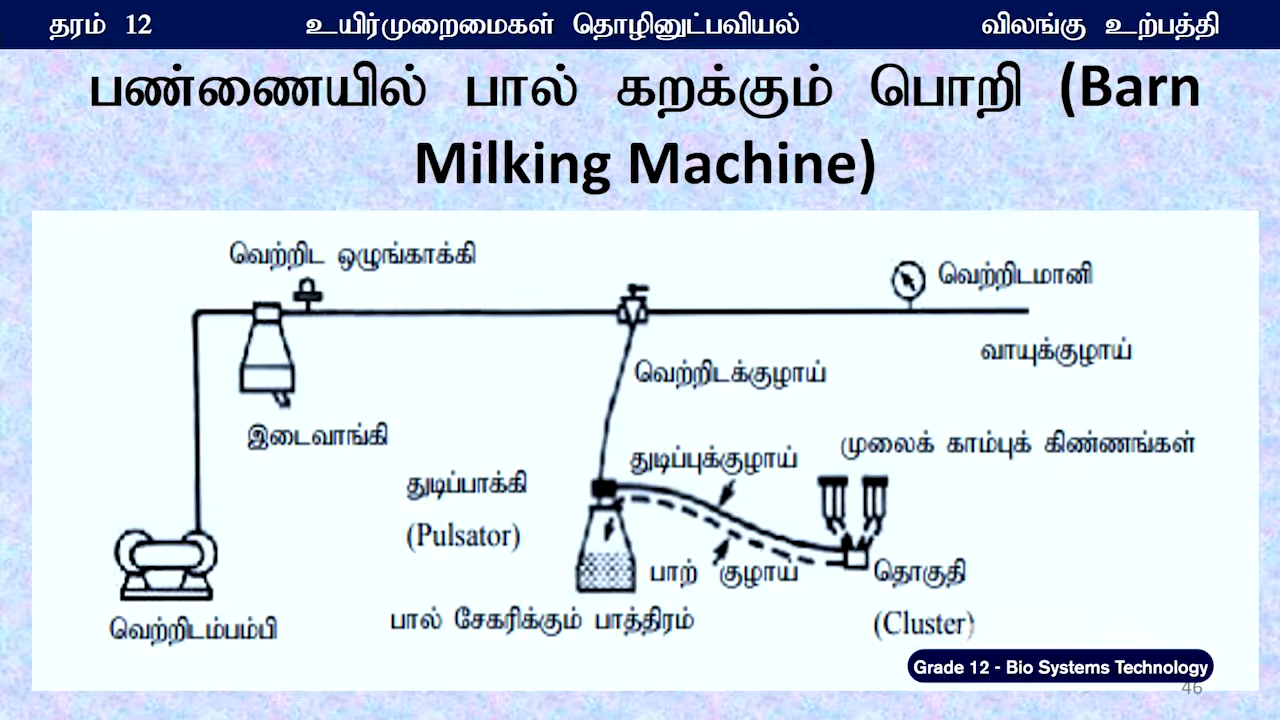 தரம் 12 உயிர்முறைமைகள் தொழினுட்பவியல் விலங்கு உற்பத்தி
பண்ணையில் பால் கறக்கும் பொறி (Barn
Milking Machine)
வெற்றிட ஒழுங்காக்கி
வெற்றிடமானி
வாயுக்குழாய்
வெற்றிடக்குழாய்
இடைவாங்கி
முலைக் காம்புக் கிண்ணங்கள்
துடிப்புக்குழாய்
துடிப்பாக்கி
(Pulsator)
பாற் குழாய்
தொகுதி
(Cluster)
பால் சேகரிக்கும் பாத்திரம்
வெற்றிடம்பம்பி
Grade 12 - Bio Systems Technology
46